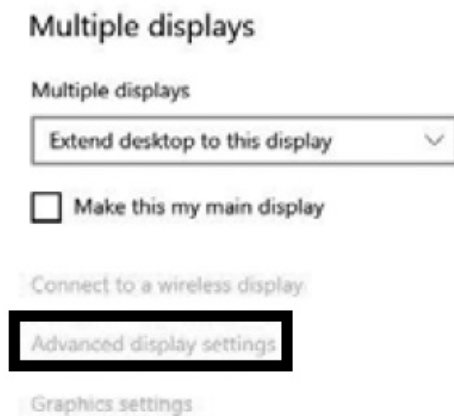 Multiple displays
Multiple displays
Extend desktop to this display
Make this my main display
Connect to a wireless display
Advanced display settings
Graphics settings